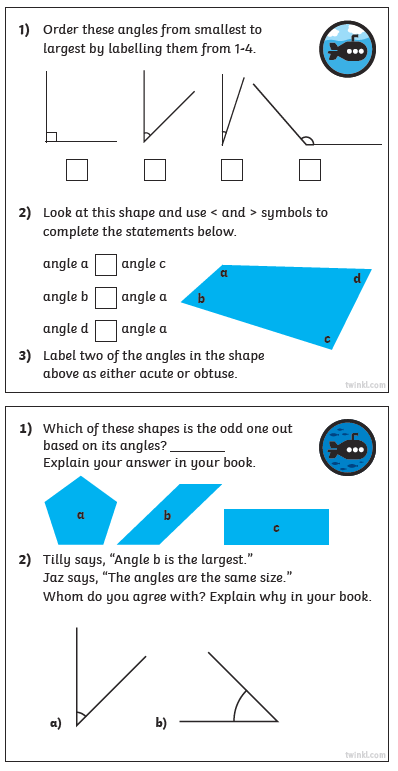 1) Order these angles from smallest to
largest by labelling them from 1-4.
2) Look at this shape and use < and > symbols to
complete the statements below.
angle a angle c
angle b angle a
angle d angle a
a
b
c
d
3) Label two of the angles in the shape
above as either acute or obtuse.
twinkl.com
1) Which of these shapes is the odd one out
based on its angles? ________
Explain your answer in your book.
a
b
c
2) Tilly says, “Angle b is the largest.”
Jaz says, “The angles are the same size.”
Whom do you agree with? Explain why in your book.
a)
b)
twinkl.com